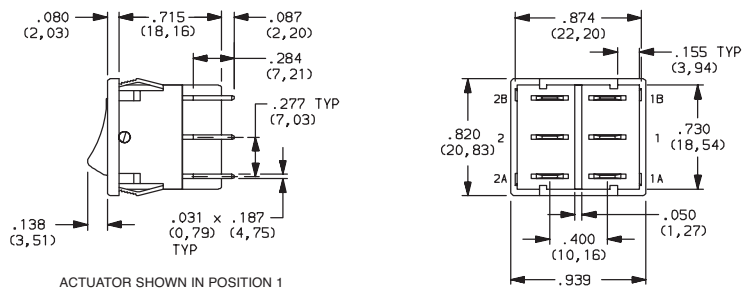 .080
(2,03)
.715
(18,16)
.087
(2,20)
.284
(7,21)
.277 TYP
(7,03)
.138
(3,51)
.031 x .187
(0,79) (4,75)
TYP
ACTUATOR SHOWN IN POSITION 1
.874
(22,20)
.155 TYP
(3,94)
2B
1B
.820
(20,83)
2
1
.730
(18,54)
2A
1A
.050
(1,27)
.400
(10,16)
.939